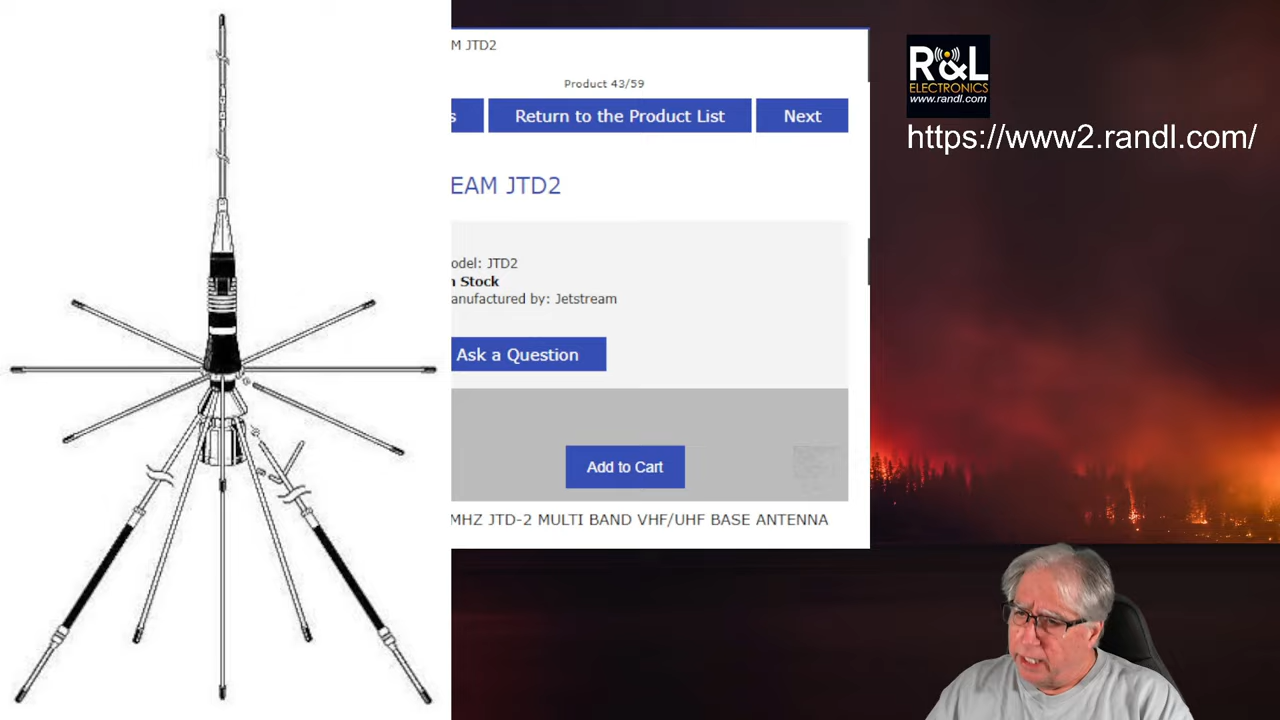 M JTD2
Product 43/59
s
Return to the Product List
Next
EAM JTD2
odel: JTD2
n Stock
anufactured by: Jetstream
Ask a Question
Add to Cart
MHZ JTD-2 MULTI BAND VHF/UHF BASE ANTENNA
R&L
ELECTRONICS
www.randl.com
https://www2.randl.com/